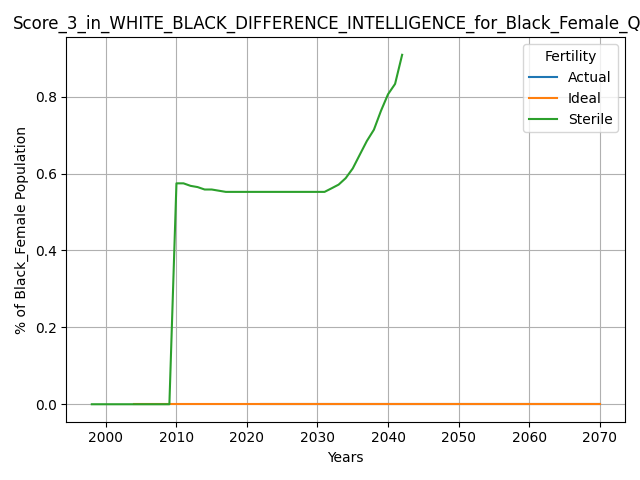 Score_3_in_WHITE_BLACK_DIFFERENCE_INTELLIGENCE_for_Black_Female_Q
Fertility
Actual
Ideal
Sterile
% of Black_Female Population
0.8
0.6
0.4
0.2
0.0
2000 2010 2020 2030 2040 2050 2060 2070
Years